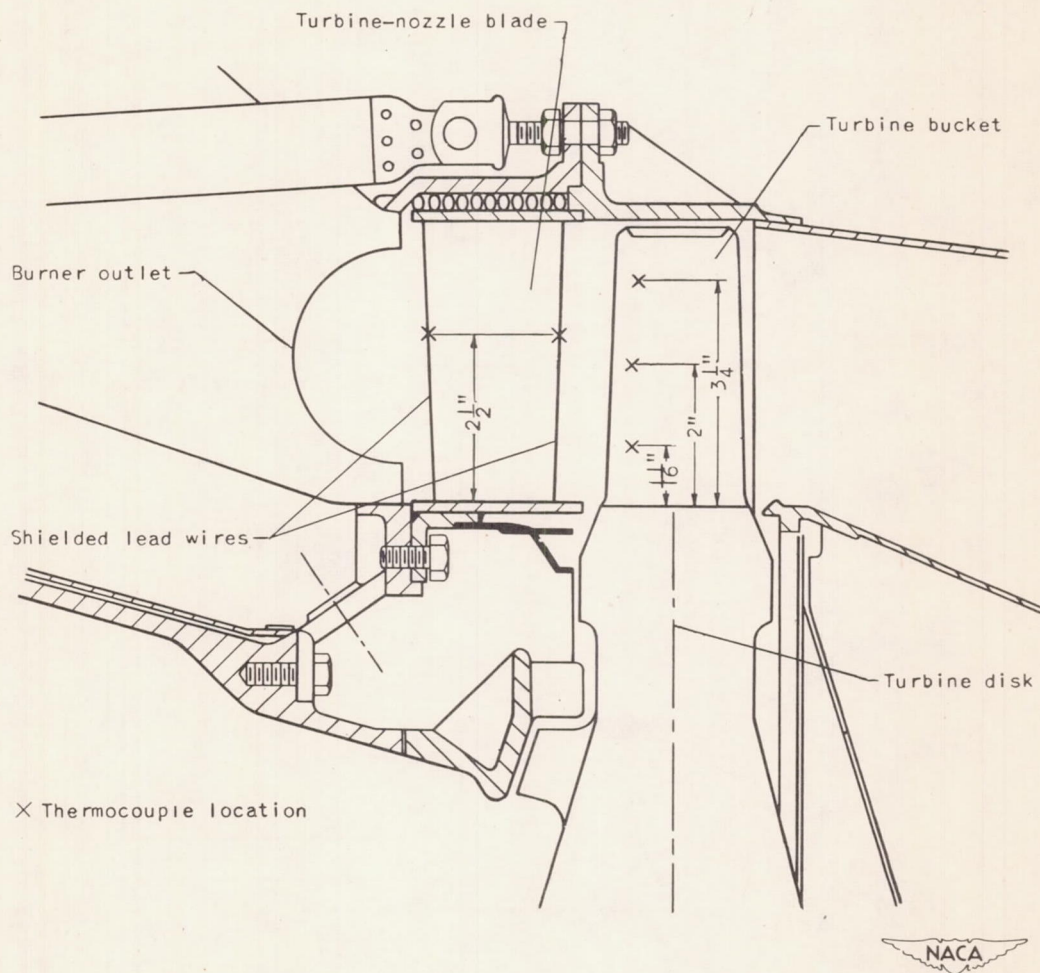 Turbine-nozzle blade
Turbine bucket
Burner outlet
2 1/2"
1 1/16"
2"
3 1/4"
Shielded lead wires
Turbine disk
X Thermocouple location
NACA